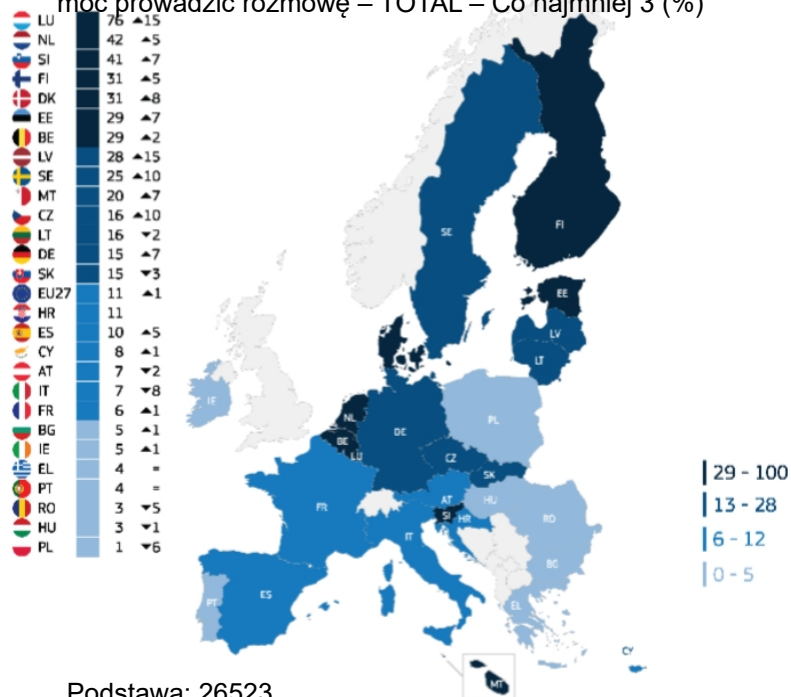 móc prowadzić rozmowę – TOTAL – Co najmniej 3 (%)
LU 76 ▲15
NL 42 ▲5
SI 41 ▲7
FI 31 ▲5
DK 31 ▲8
EE 29 ▲7
BE 29 ▲2
LV 28 ▲15
SE 25 ▲10
MT 20 ▲7
CZ 16 ▲10
LT 16 ▼2
DE 15 ▲7
SK 15 ▼3
EU27 11 ▲1
HR 11
ES 10 ▲5
CY 8 ▲1
AT 7 ▼2
IT 7 ▼8
FR 6 ▲1
BG 5 ▲1
IE 5 ▲1
EL 4 =
PT 4 =
RO 3 ▼5
HU 3 ▼1
PL 1 ▼6
FI
SE
EE
LV
LT
IE
NL
PL
BE
DE
LU
CZ
SK
FR
AT
HU
SI
HR
RO
IT
BG
PT
ES
EL
CY
MT
29 - 100
13 - 28
6 - 12
0 - 5
Podstawa: 26523